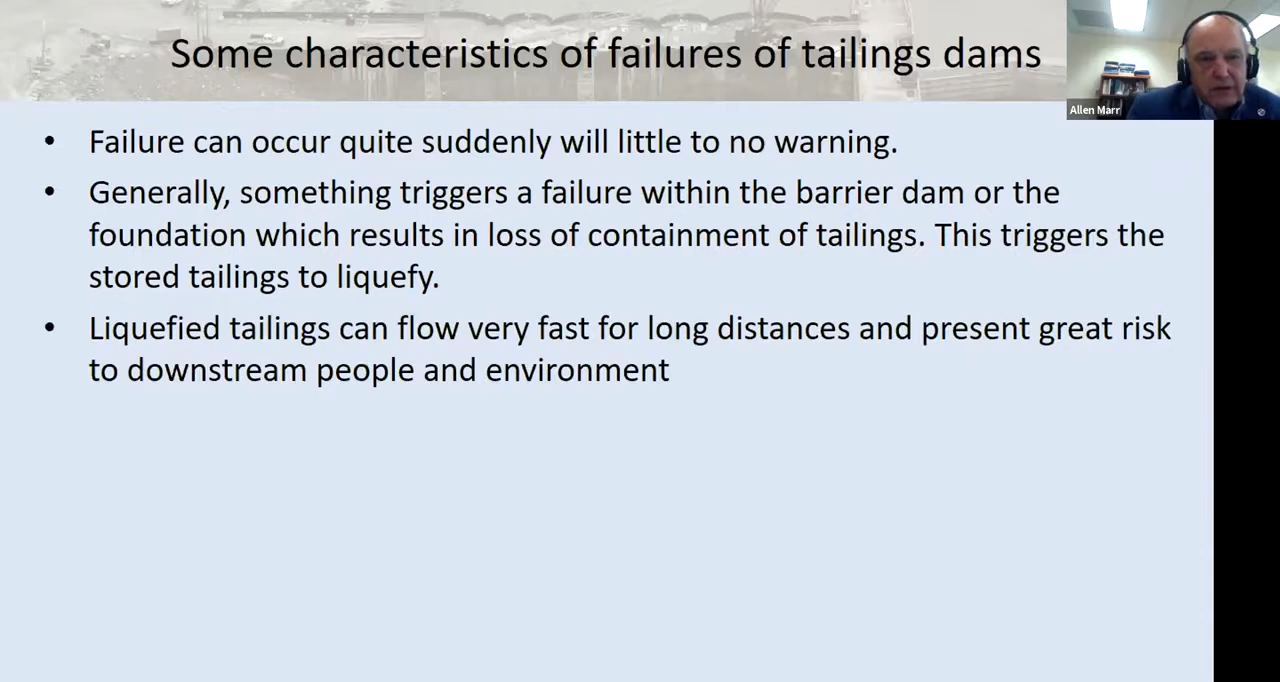 Some characteristics of failures of tailings dams
Allen Marr
• Failure can occur quite suddenly will little to no warning.
• Generally, something triggers a failure within the barrier dam or the
foundation which results in loss of containment of tailings. This triggers the
stored tailings to liquefy.
• Liquefied tailings can flow very fast for long distances and present great risk
to downstream people and environment